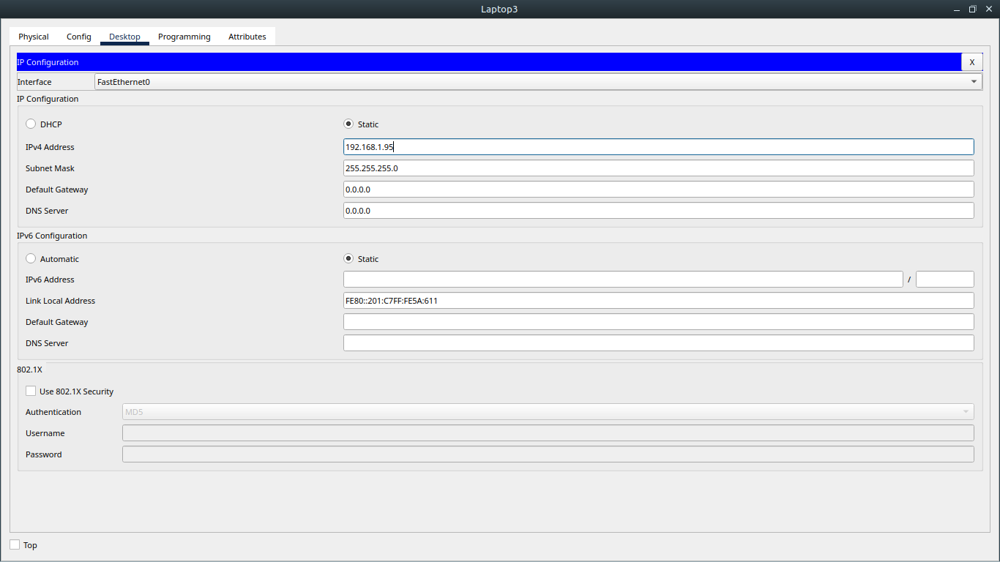 Laptop3
Physical Config Desktop Programming Attributes
IP Configuration X
Interface FastEthernet0
IP Configuration
DHCP Static
IPv4 Address 192.168.1.95
Subnet Mask 255.255.255.0
Default Gateway 0.0.0.0
DNS Server 0.0.0.0
IPv6 Configuration
Automatic Static
IPv6 Address /
Link Local Address FE80::201:C7FF:FE5A:611
Default Gateway
DNS Server
802.1X
Use 802.1X Security
Authentication MD5
Username
Password
Top